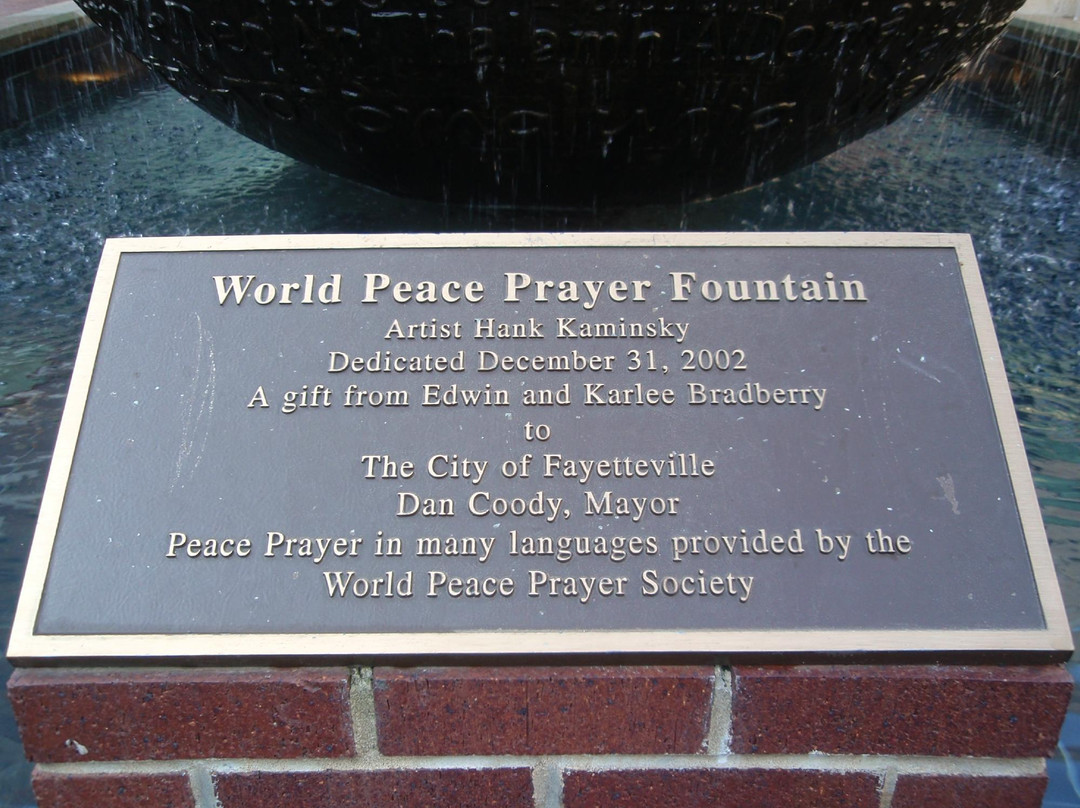 World Peace Prayer Fountain
Artist Hank Kaminsky
Dedicated December 31, 2002
A gift from Edwin and Karlee Bradberry
to
The City of Fayetteville
Dan Coody, Mayor
Peace Prayer in many languages provided by the
World Peace Prayer Society